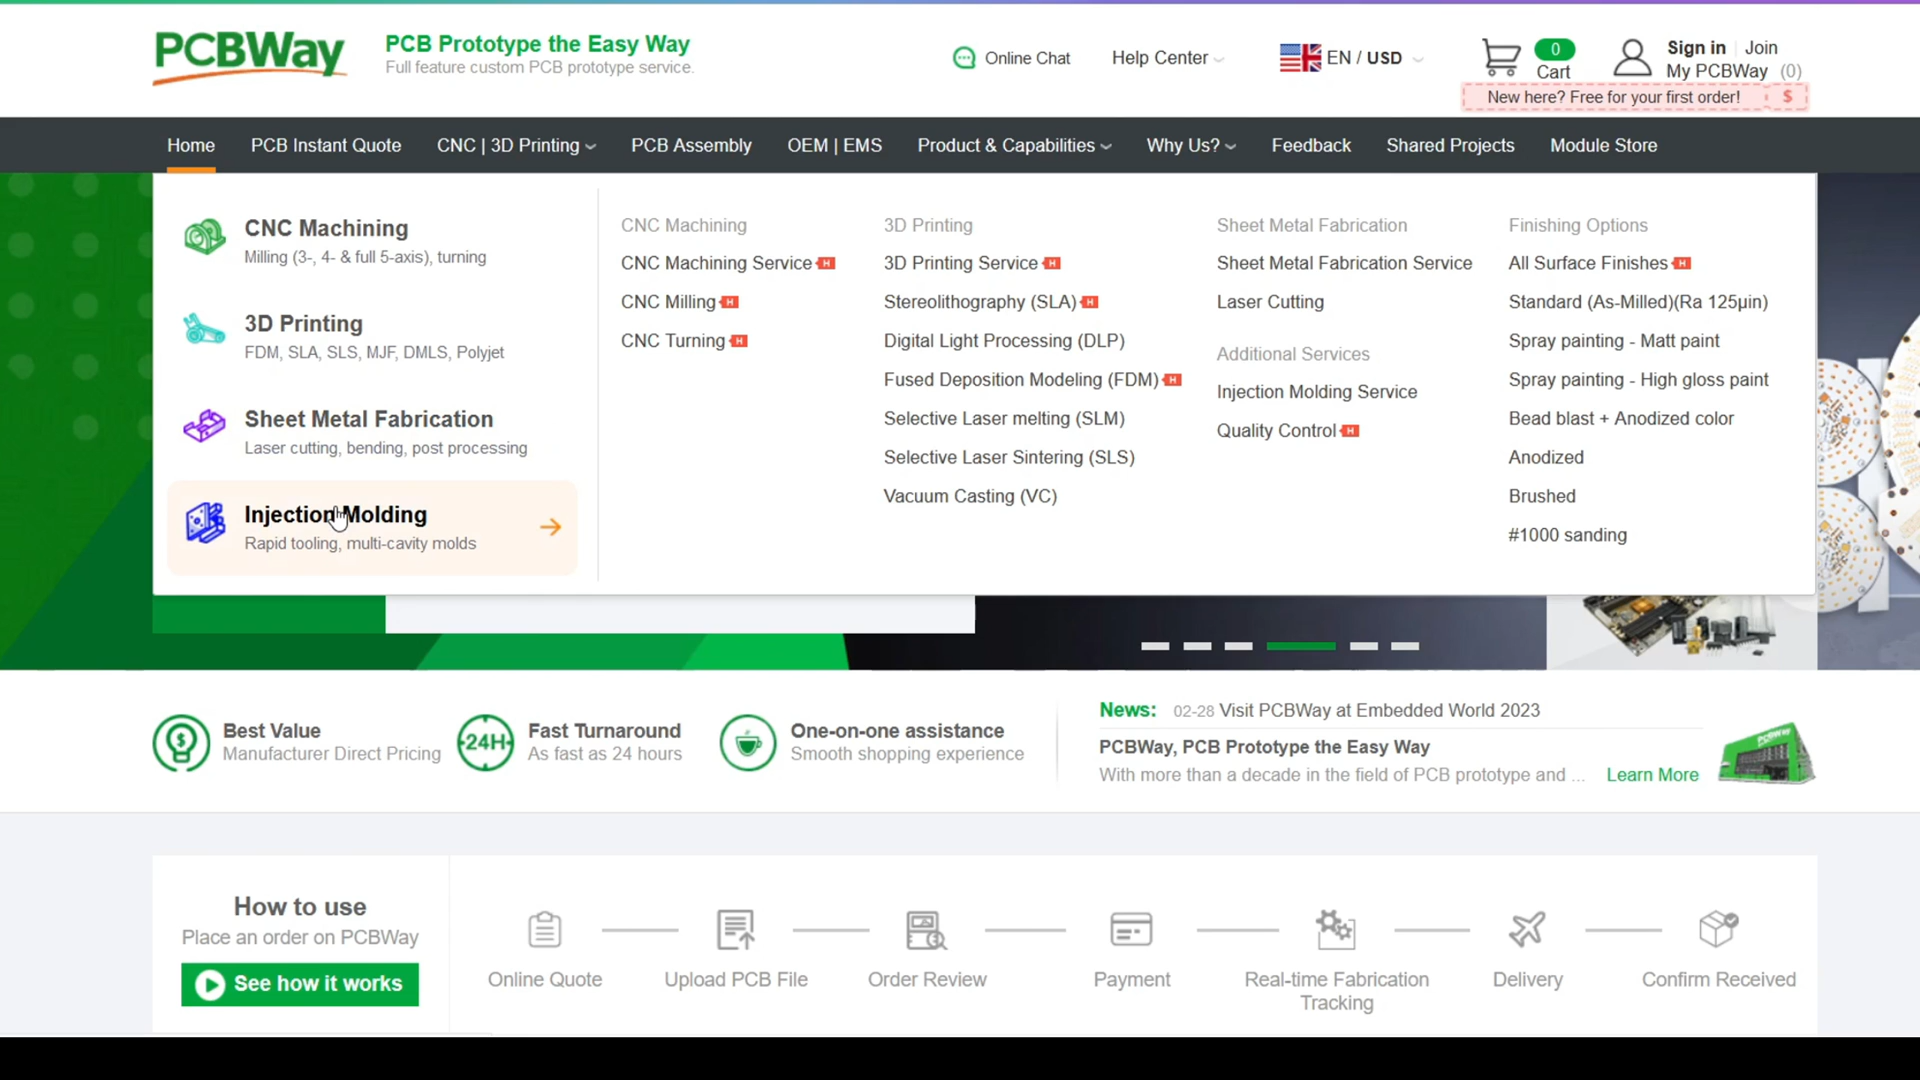 PCBWay
PCB Prototype the Easy Way
Full feature custom PCB prototype service.
Online Chat
Help Center
EN / USD
0
Cart
Sign in | Join
My PCBWay (0)
New here? Free for your first order! $
Home
PCB Instant Quote
CNC | 3D Printing
PCB Assembly
OEM | EMS
Product & Capabilities
Why Us?
Feedback
Shared Projects
Module Store
CNC Machining
Milling (3-, 4- & full 5-axis), turning
3D Printing
FDM, SLA, SLS, MJF, DMLS, Polyjet
Sheet Metal Fabrication
Laser cutting, bending, post processing
Injection Molding
Rapid tooling, multi-cavity molds
CNC Machining
CNC Machining Service H
CNC Milling H
CNC Turning H
3D Printing
3D Printing Service H
Stereolithography (SLA) H
Digital Light Processing (DLP)
Fused Deposition Modeling (FDM) H
Selective Laser melting (SLM)
Selective Laser Sintering (SLS)
Vacuum Casting (VC)
Sheet Metal Fabrication
Sheet Metal Fabrication Service
Laser Cutting
Additional Services
Injection Molding Service
Quality Control H
Finishing Options
All Surface Finishes H
Standard (As-Milled)(Ra 125μin)
Spray painting - Matt paint
Spray painting - High gloss paint
Bead blast + Anodized color
Anodized
Brushed
#1000 sanding
$
Best Value
Manufacturer Direct Pricing
24H
Fast Turnaround
As fast as 24 hours
One-on-one assistance
Smooth shopping experience
News: 02-28 Visit PCBWay at Embedded World 2023
PCBWay, PCB Prototype the Easy Way
With more than a decade in the field of PCB prototype and ... Learn More
PCBWay
How to use
Place an order on PCBWay
See how it works
Online Quote
Upload PCB File
Order Review
Payment
Real-time Fabrication
Tracking
Delivery
Confirm Received